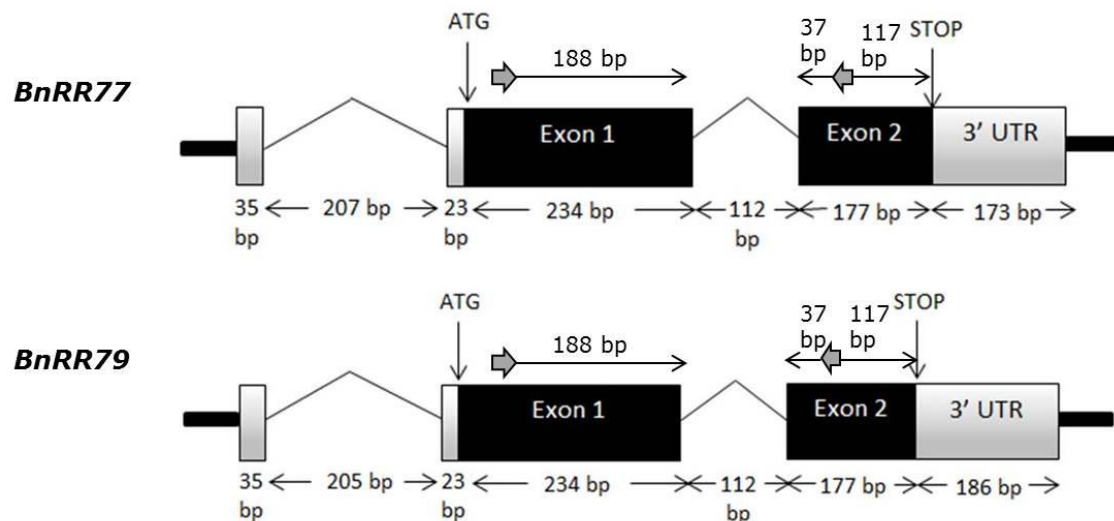 ATG
37 bp
117 bp
STOP
188 bp
BnRR77
Exon 1
Exon 2
3' UTR
35 bp
207 bp
23 bp
234 bp
112 bp
177 bp
173 bp
ATG
37 bp
117 bp
STOP
188 bp
BnRR79
Exon 1
Exon 2
3' UTR
35 bp
205 bp
23 bp
234 bp
112 bp
177 bp
186 bp